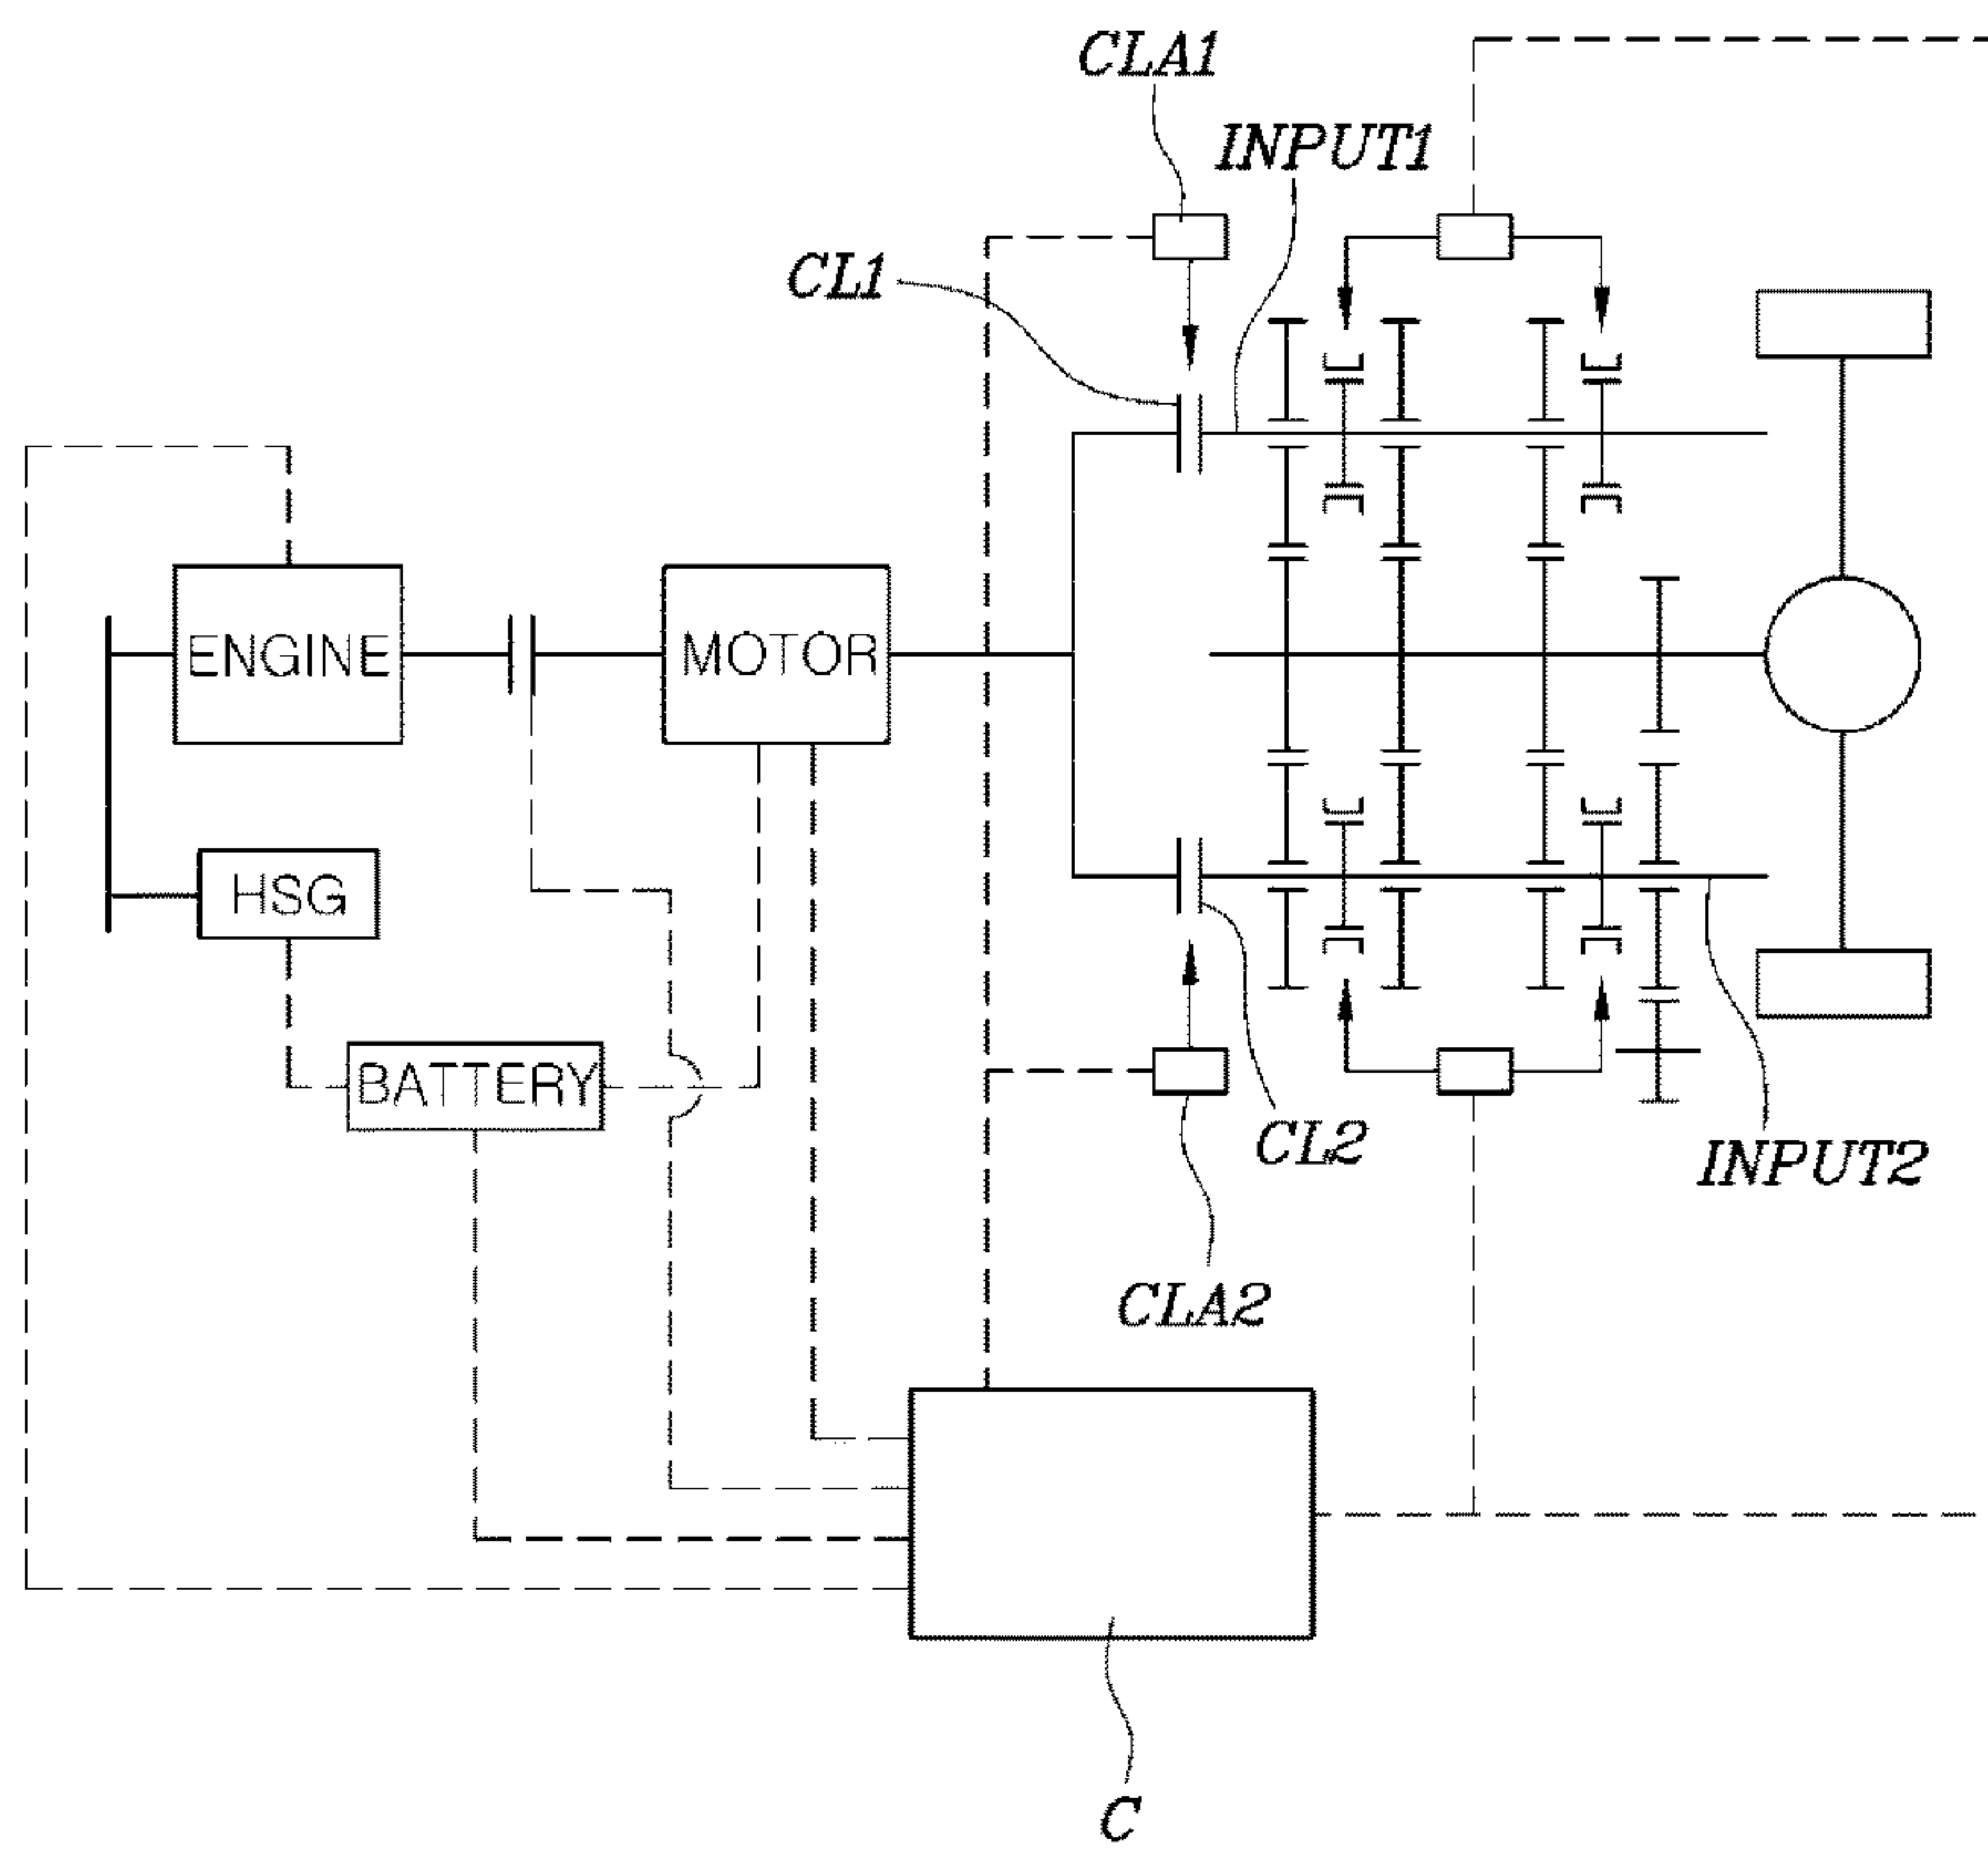 CLA1
INPUT1
CL1
ENGINE
MOTOR
HSG
BATTERY
CL2
INPUT2
CLA2
C